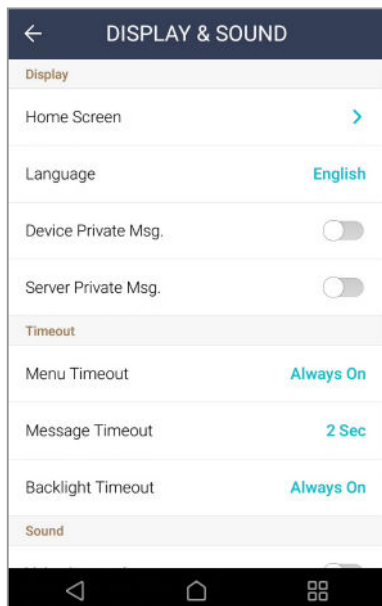 DISPLAY & SOUND
Display
Home Screen
Language English
Device Private Msg.
Server Private Msg.
Timeout
Menu Timeout Always On
Message Timeout 2 Sec
Backlight Timeout Always On
Sound